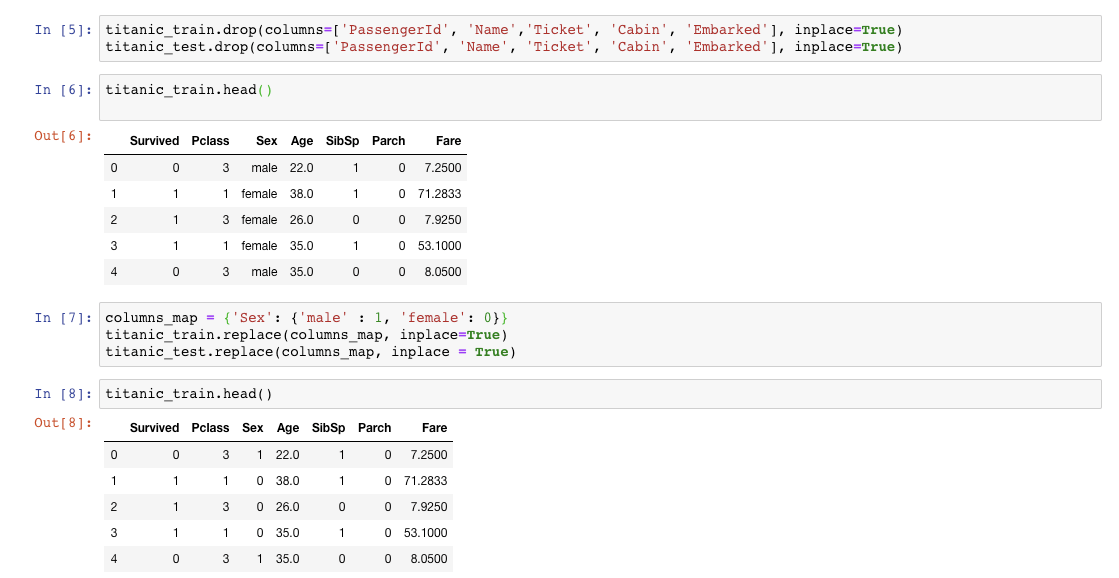 In [5]: titanic_train.drop(columns=['PassengerId', 'Name','Ticket', 'Cabin', 'Embarked'], inplace=True)
titanic_test.drop(columns=['PassengerId', 'Name', 'Ticket', 'Cabin', 'Embarked'], inplace=True)
In [6]: titanic_train.head()
Out[6]:
Survived Pclass Sex Age SibSp Parch Fare
0 0 3 male 22.0 1 0 7.2500
1 1 1 female 38.0 1 0 71.2833
2 1 3 female 26.0 0 0 7.9250
3 1 1 female 35.0 1 0 53.1000
4 0 3 male 35.0 0 0 8.0500
In [7]: columns_map = {'Sex': {'male' : 1, 'female': 0}}
titanic_train.replace(columns_map, inplace=True)
titanic_test.replace(columns_map, inplace = True)
In [8]: titanic_train.head()
Out[8]:
Survived Pclass Sex Age SibSp Parch Fare
0 0 3 1 22.0 1 0 7.2500
1 1 1 0 38.0 1 0 71.2833
2 1 3 0 26.0 0 0 7.9250
3 1 1 0 35.0 1 0 53.1000
4 0 3 1 35.0 0 0 8.0500